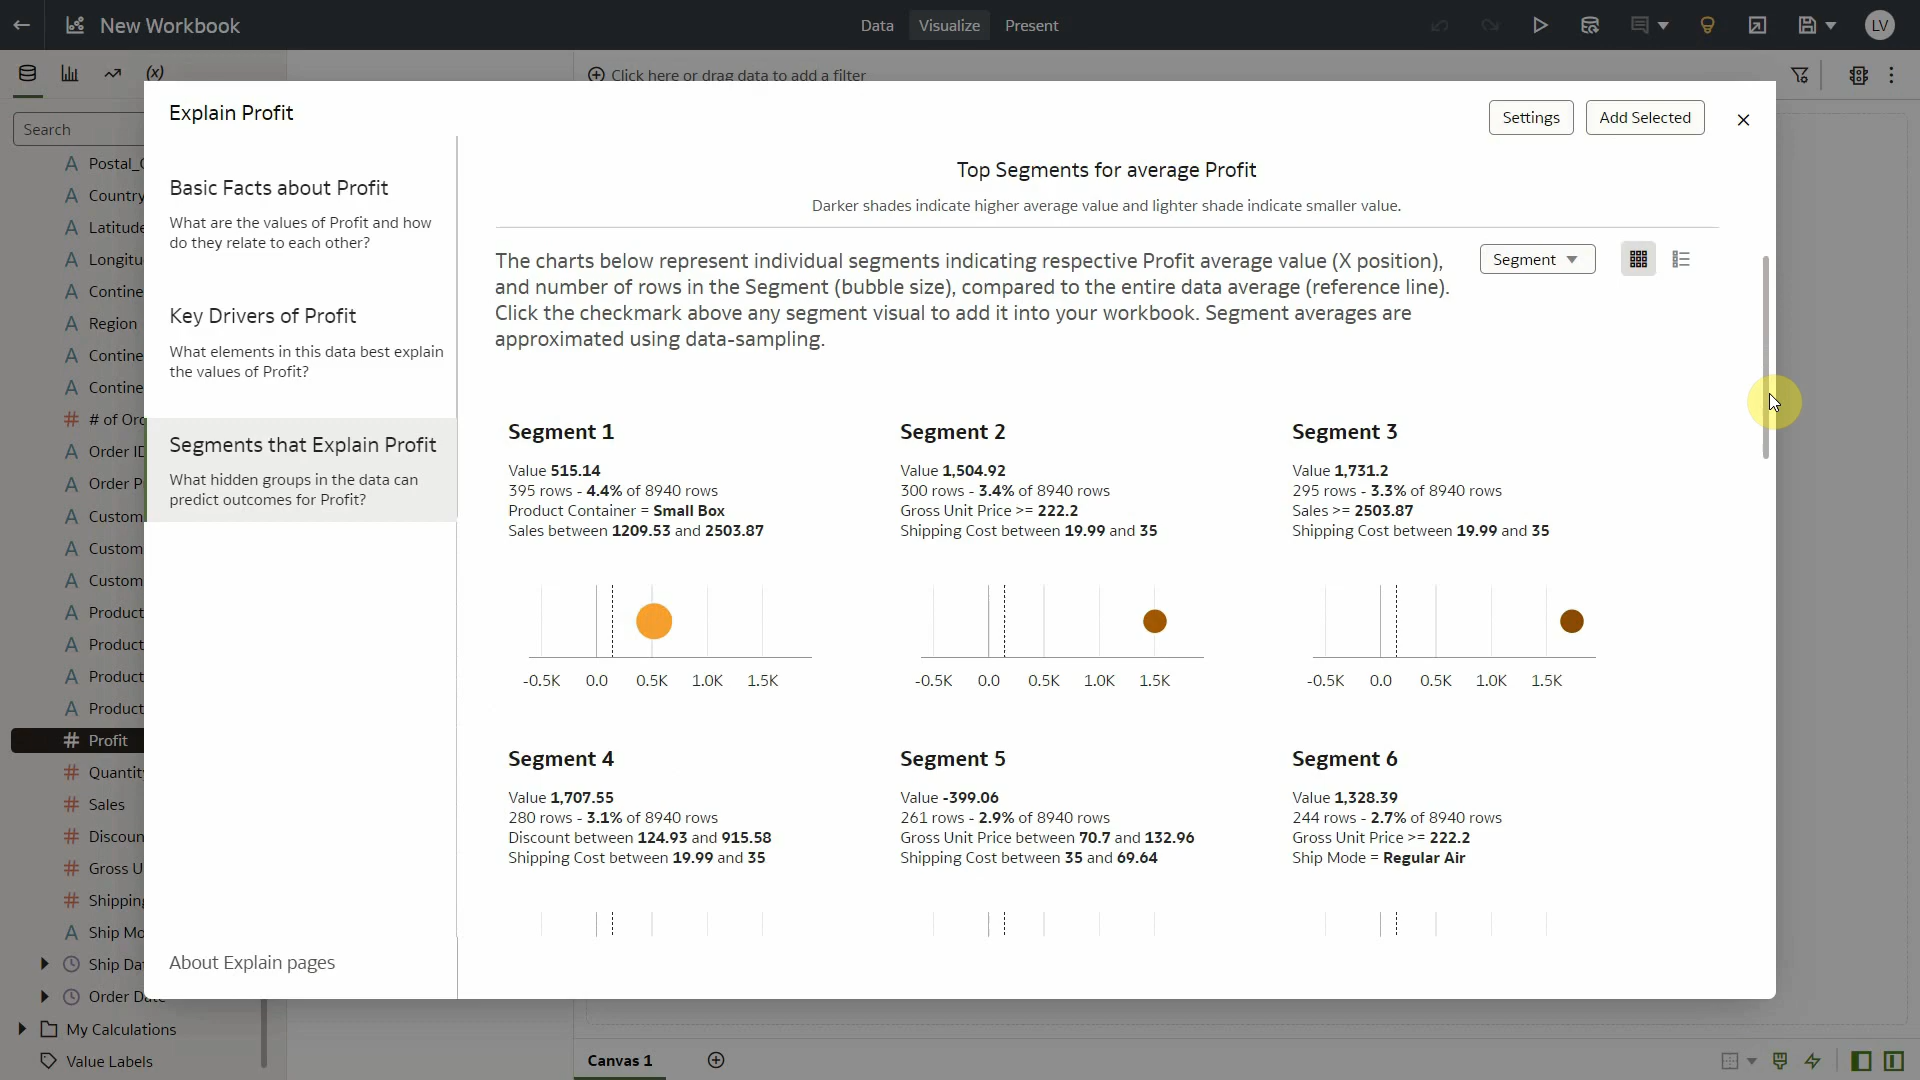 New Workbook
Data
Visualize
Present
LV
(x)
Click here or drag data to add a filter
Search
Postal_
Country
Latitude
Longitu
Contine
Region
Contine
Contine
# of Ord
Order ID
Order P
Custom
Custom
Custom
Product
Product
Product
Product
Profit
Quantity
Sales
Discoun
Gross U
Shipping
Ship Mo
Ship Da
Order Da
My Calculations
Value Labels
Explain Profit
Settings
Add Selected
Basic Facts about Profit
What are the values of Profit and how
do they relate to each other?
Key Drivers of Profit
What elements in this data best explain
the values of Profit?
Segments that Explain Profit
What hidden groups in the data can
predict outcomes for Profit?
About Explain pages
Top Segments for average Profit
Darker shades indicate higher average value and lighter shade indicate smaller value.
The charts below represent individual segments indicating respective Profit average value (X position),
and number of rows in the Segment (bubble size), compared to the entire data average (reference line).
Click the checkmark above any segment visual to add it into your workbook. Segment averages are
approximated using data-sampling.
Segment
Segment 1
Value 515.14
395 rows - 4.4% of 8940 rows
Product Container = Small Box
Sales between 1209.53 and 2503.87
-0.5K 0.0 0.5K 1.0K 1.5K
Segment 2
Value 1,504.92
300 rows - 3.4% of 8940 rows
Gross Unit Price >= 222.2
Shipping Cost between 19.99 and 35
-0.5K 0.0 0.5K 1.0K 1.5K
Segment 3
Value 1,731.2
295 rows - 3.3% of 8940 rows
Sales >= 2503.87
Shipping Cost between 19.99 and 35
-0.5K 0.0 0.5K 1.0K 1.5K
Segment 4
Value 1,707.55
280 rows - 3.1% of 8940 rows
Discount between 124.93 and 915.58
Shipping Cost between 19.99 and 35
Segment 5
Value -399.06
261 rows - 2.9% of 8940 rows
Gross Unit Price between 70.7 and 132.96
Shipping Cost between 35 and 69.64
Segment 6
Value 1,328.39
244 rows - 2.7% of 8940 rows
Gross Unit Price >= 222.2
Ship Mode = Regular Air
Canvas 1